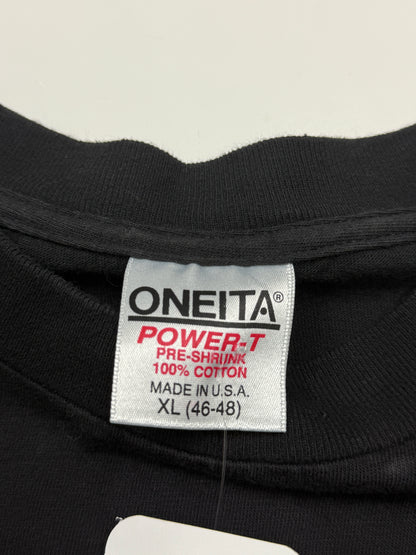 ONEITA®
POWER-T
PRE-SHRUNK
100% COTTON
MADE IN U.S.A.
XL (46-48)